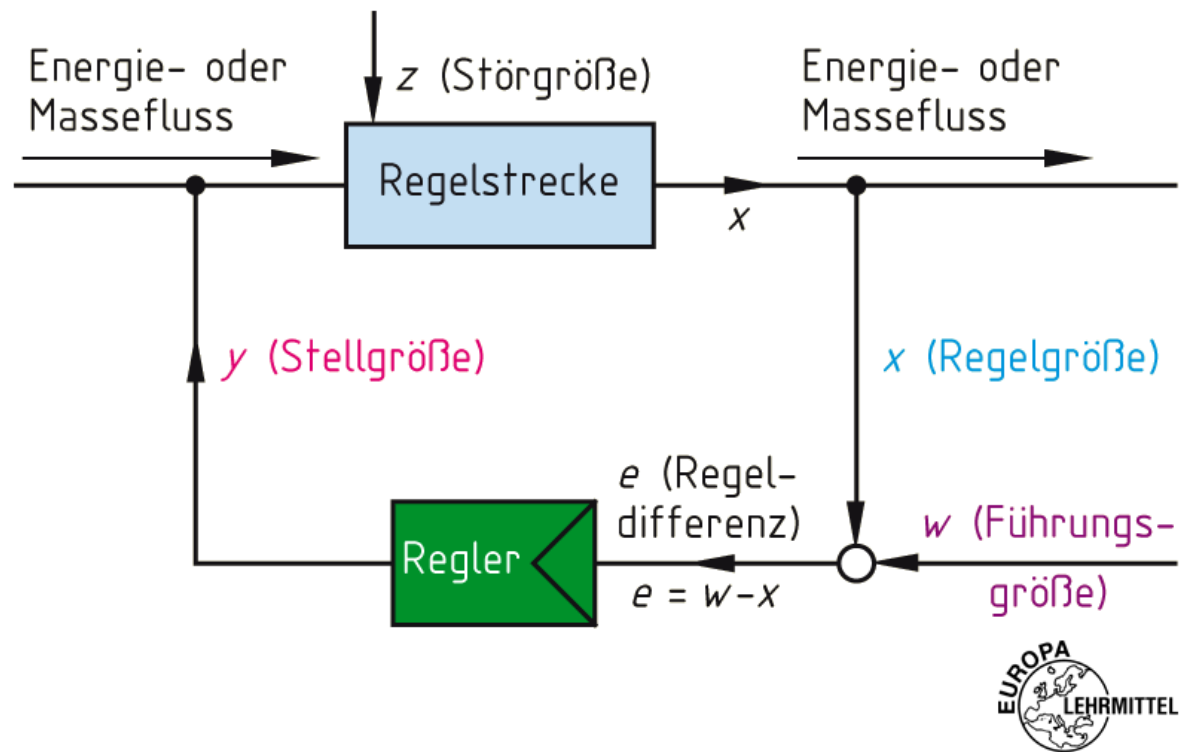 Energie- oder
Massefluss
z (Störgröße)
Energie- oder
Massefluss
Regelstrecke
x
y (Stellgröße)
x (Regelgröße)
e (Regel-
differenz)
w (Führungs-
größe)
Regler
e = w-x
EUROPA
LEHRMITTEL